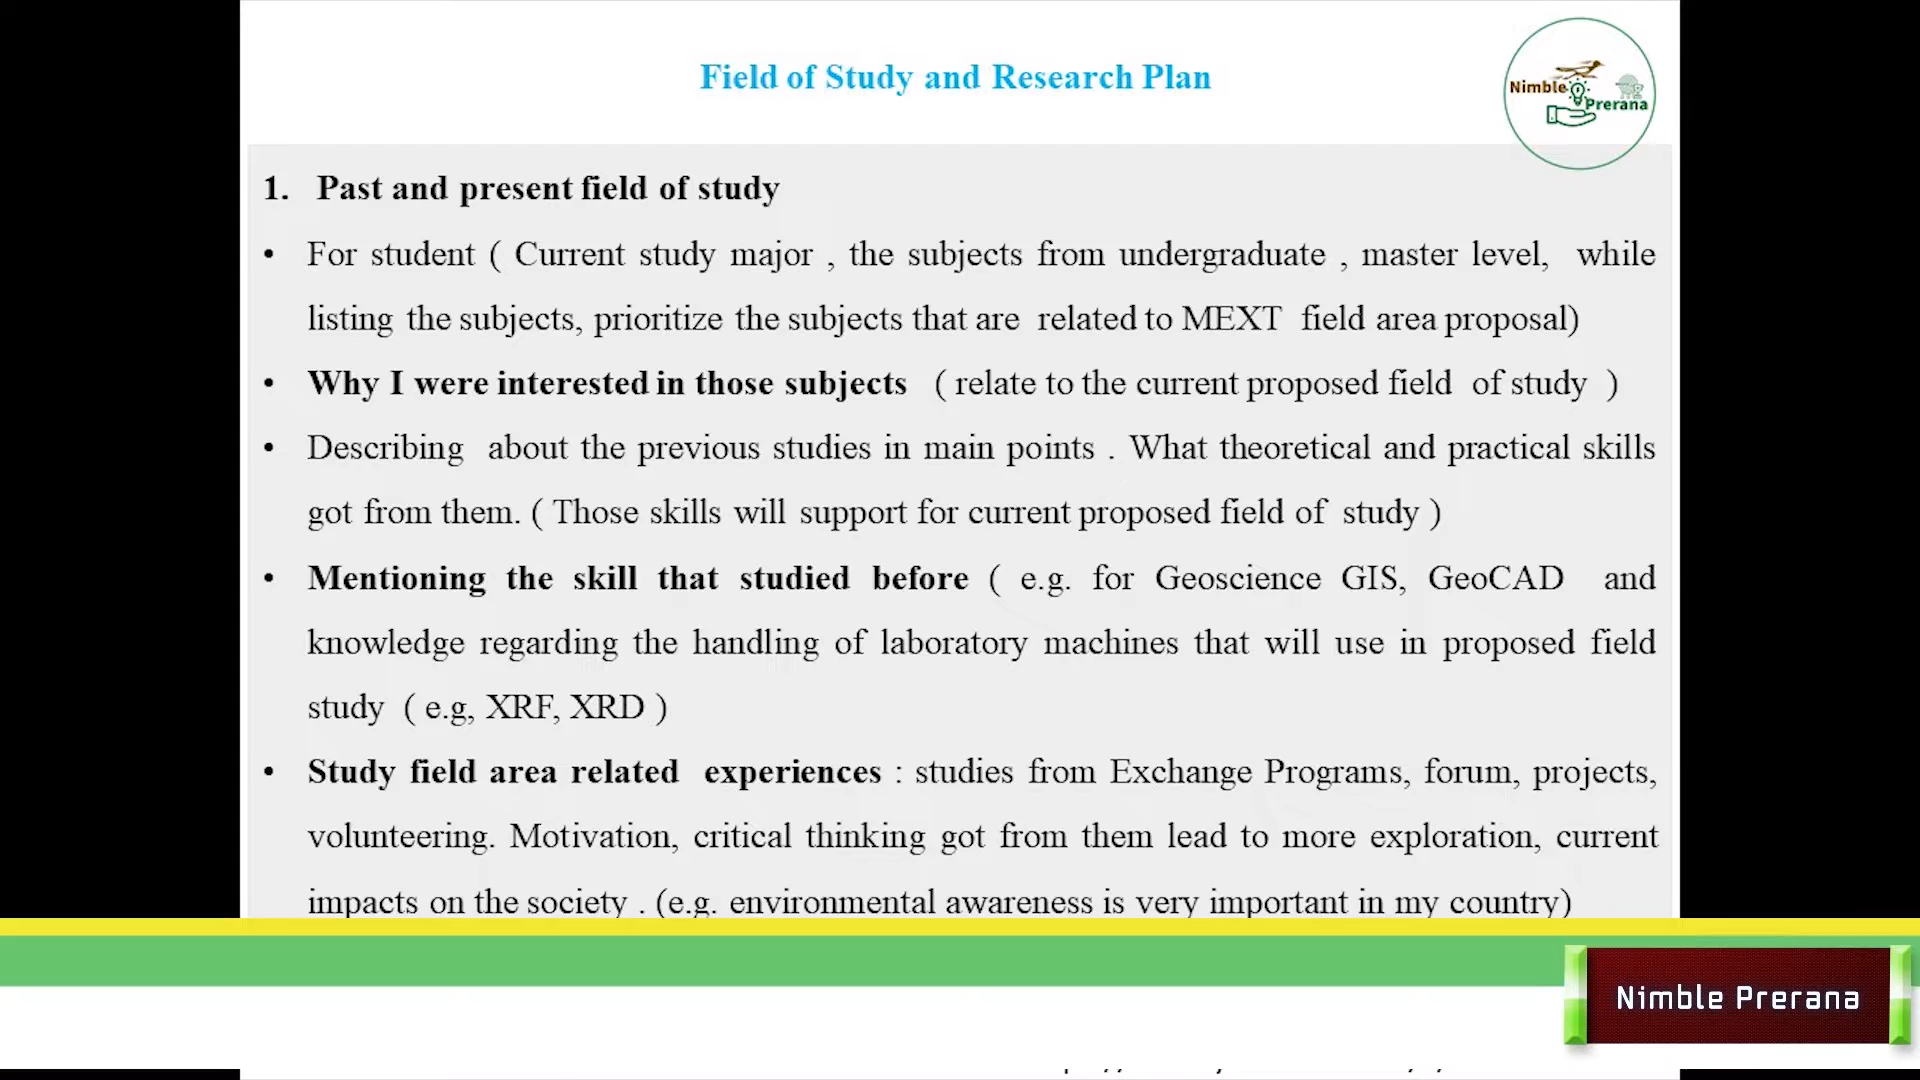 Field of Study and Research Plan
Nimble
Prerana
1. Past and present field of study
• For student ( Current study major , the subjects from undergraduate , master level, while
listing the subjects, prioritize the subjects that are related to MEXT field area proposal)
• Why I were interested in those subjects ( relate to the current proposed field of study )
• Describing about the previous studies in main points . What theoretical and practical skills
got from them. ( Those skills will support for current proposed field of study )
• Mentioning the skill that studied before ( e.g. for Geoscience GIS, GeoCAD and
knowledge regarding the handling of laboratory machines that will use in proposed field
study ( e.g, XRF, XRD )
• Study field area related experiences : studies from Exchange Programs, forum, projects,
volunteering. Motivation, critical thinking got from them lead to more exploration, current
impacts on the society . (e.g. environmental awareness is very important in my country)
Nimble Prerana